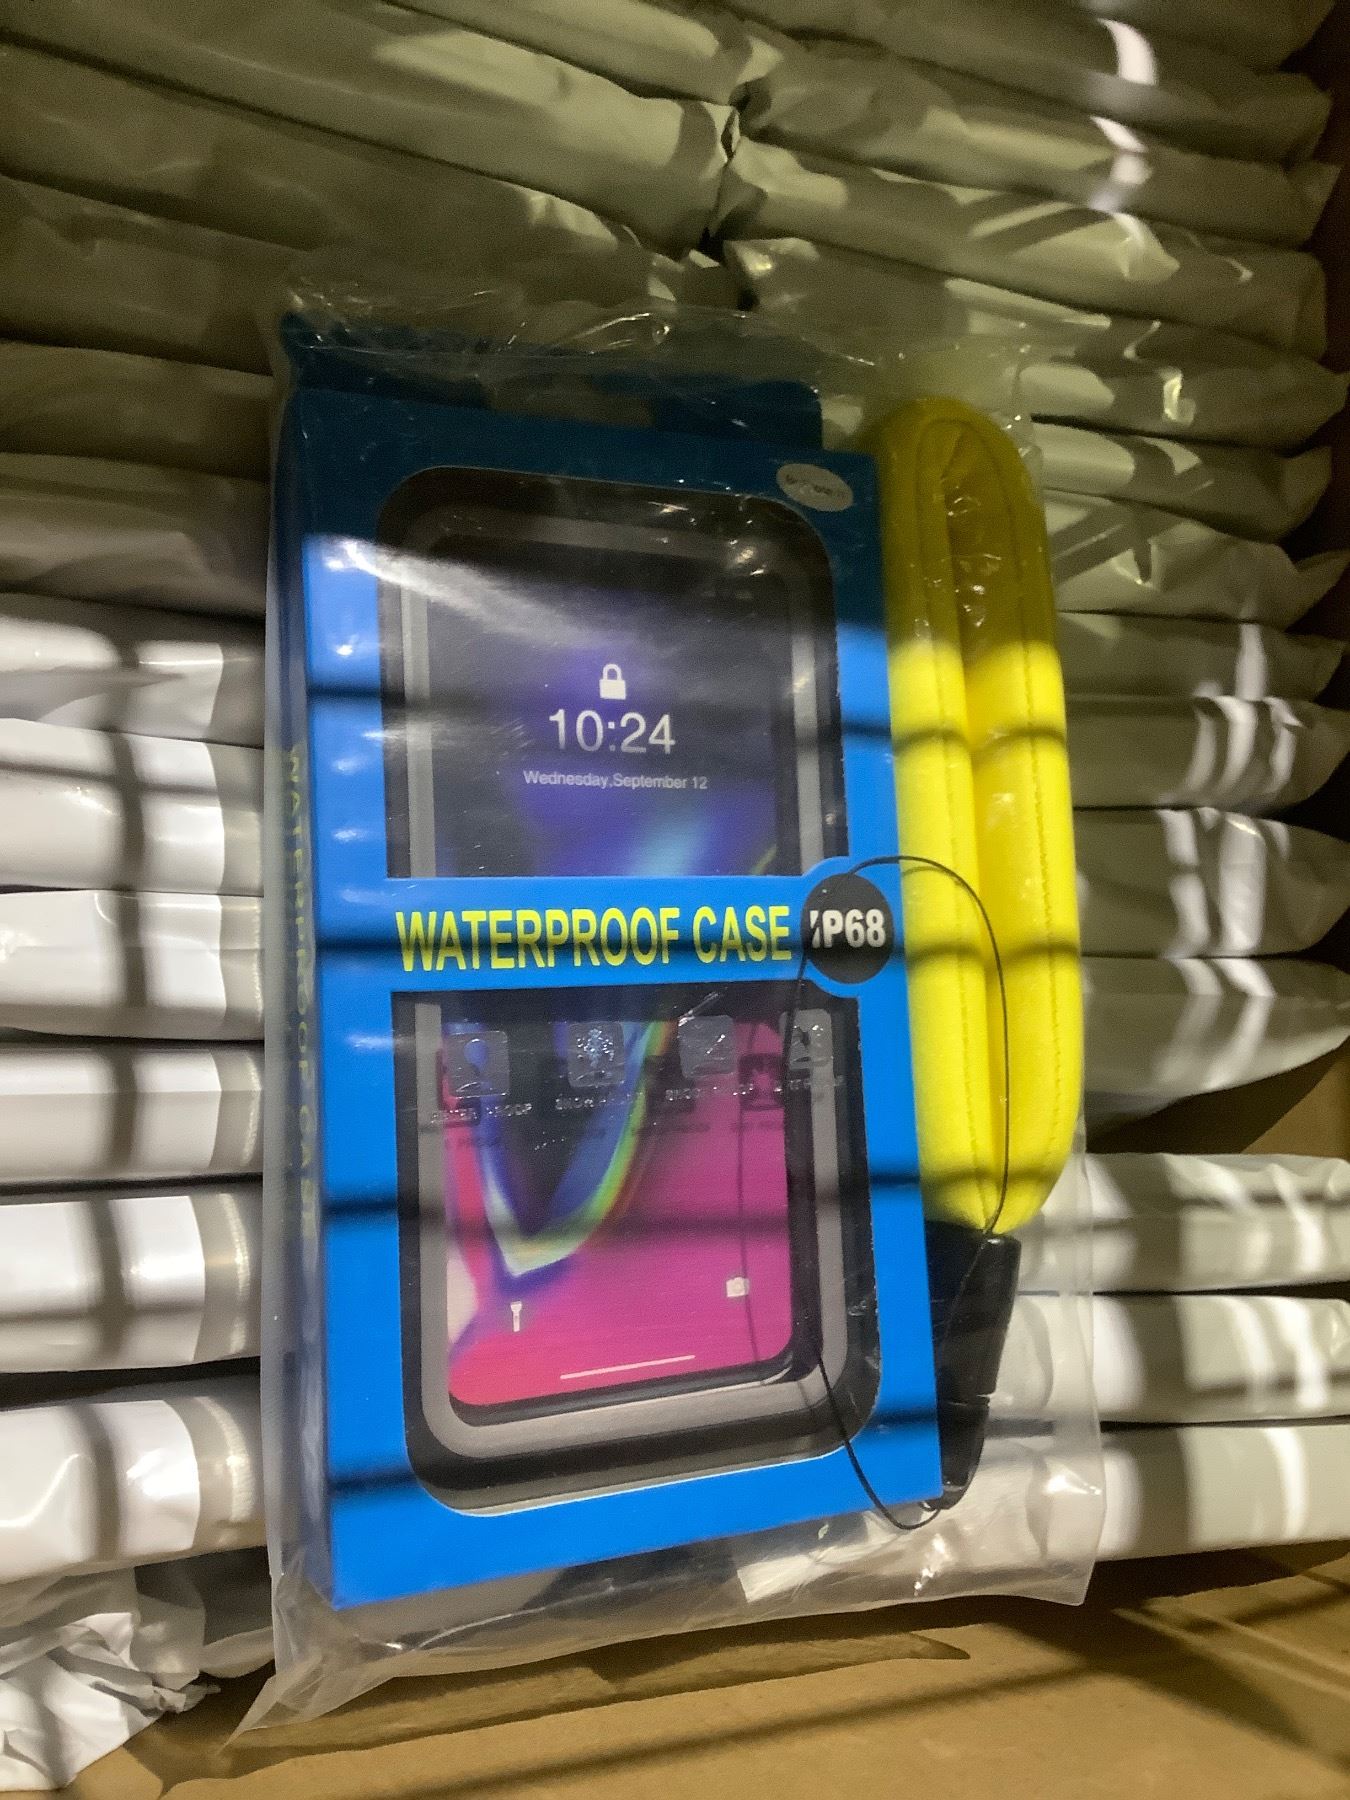 10:24
Wednesday,September 12
WATERPROOF CASE
IP68
WATERPROOF CASE